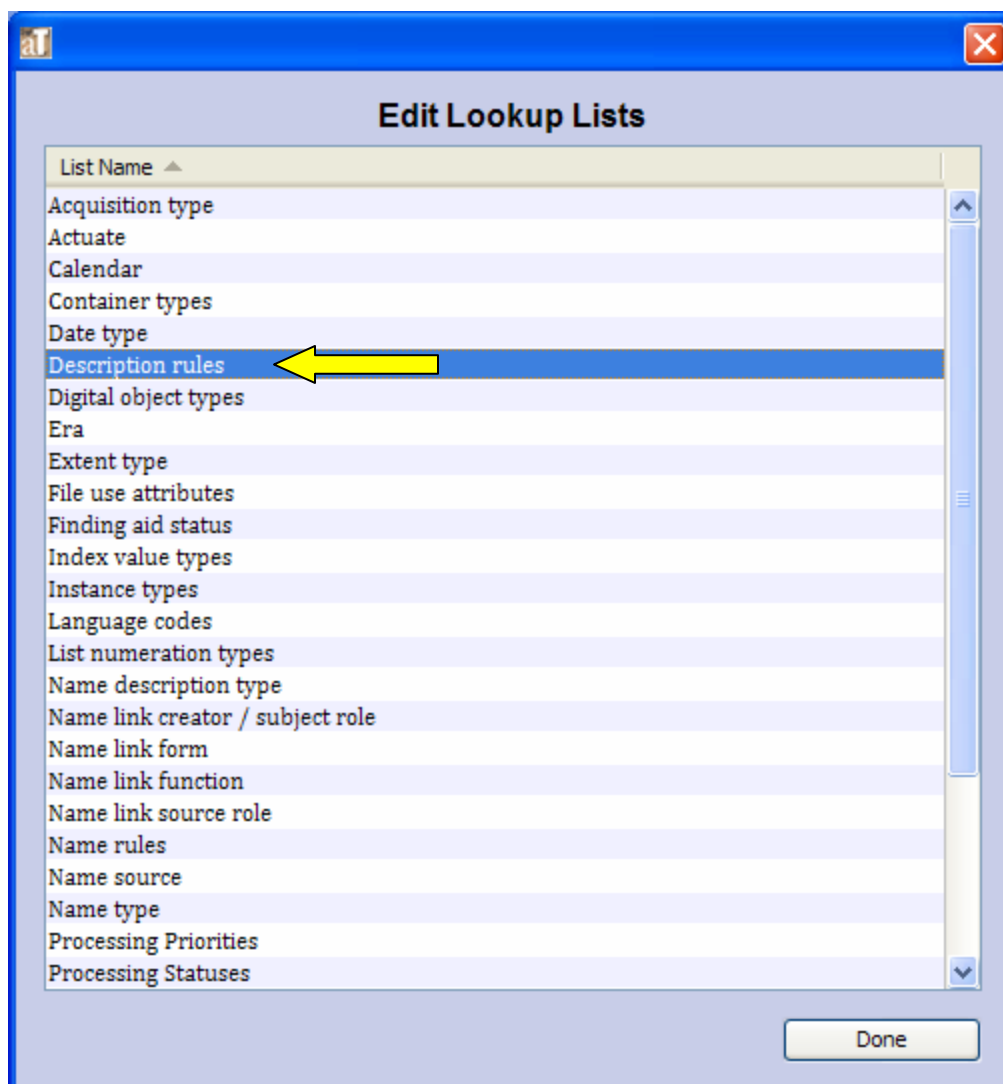 aT
Edit Lookup Lists
List Name
Acquisition type
Actuate
Calendar
Container types
Date type
Description rules
Digital object types
Era
Extent type
File use attributes
Finding aid status
Index value types
Instance types
Language codes
List numeration types
Name description type
Name link creator / subject role
Name link form
Name link function
Name link source role
Name rules
Name source
Name type
Processing Priorities
Processing Statuses
Done